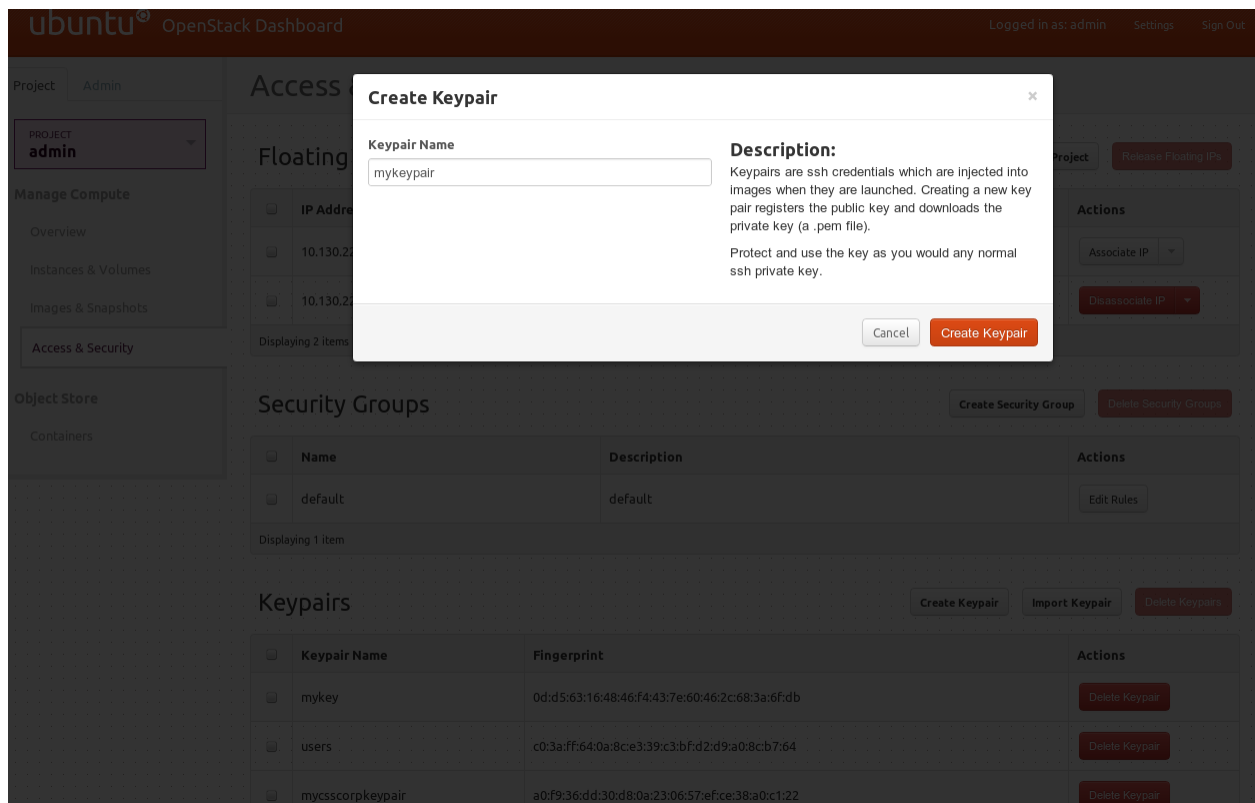 ubuntu® OpenStack Dashboard
Logged in as: admin Settings Sign Out
Project Admin
PROJECT
admin
Manage Compute
Overview
Instances & Volumes
Images & Snapshots
Access & Security
Object Store
Containers
Access
Floating
Project Release Floating IPs
IP Addre Actions
10.130.22 Associate IP
10.130.22 Disassociate IP
Displaying 2 items
Create Keypair ×
Keypair Name
mykeypair
Description:
Keypairs are ssh credentials which are injected into
images when they are launched. Creating a new key
pair registers the public key and downloads the
private key (a .pem file).
Protect and use the key as you would any normal
ssh private key.
Cancel Create Keypair
Security Groups
Create Security Group Delete Security Groups
Name Description Actions
default default Edit Rules
Displaying 1 item
Keypairs
Create Keypair Import Keypair Delete Keypairs
Keypair Name Fingerprint Actions
mykey 0d:d5:63:16:48:46:f4:43:7e:60:46:2c:68:3a:6f:db Delete Keypair
users c0:3a:ff:64:0a:8c:e3:39:c3:bf:d2:d9:a0:8c:b7:64 Delete Keypair
mycsscorpkeypair a0:f9:36:dd:30:d8:0a:23:06:57:ef:ce:38:a0:c1:22 Delete Keypair